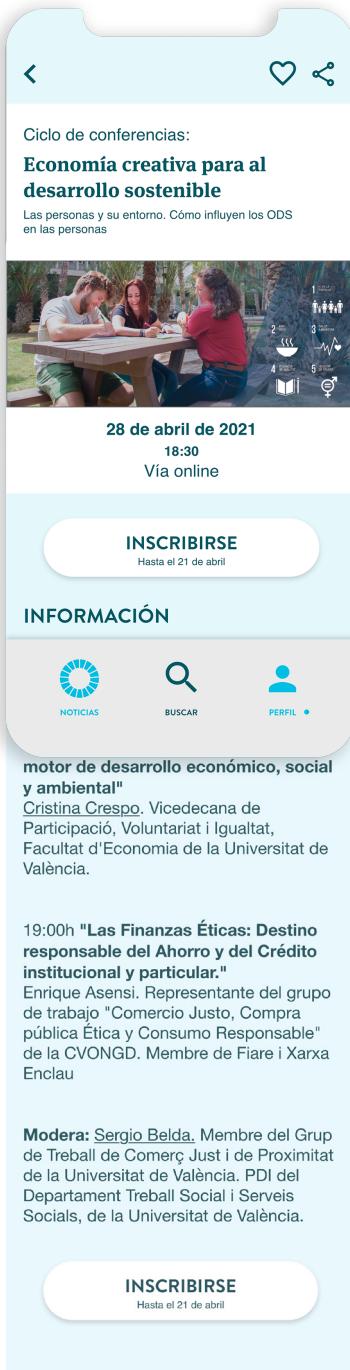 Ciclo de conferencias:
Economía creativa para al
desarrollo sostenible
Las personas y su entorno. Cómo influyen los ODS
en las personas
1
2
3
4
5
28 de abril de 2021
18:30
Vía online
INSCRIBIRSE
Hasta el 21 de abril
INFORMACIÓN
NOTICIAS
BUSCAR
PERFIL
motor de desarrollo económico, social
y ambiental"
Cristina Crespo. Vicedecana de
Participació, Voluntariat i Igualtat,
Facultat d'Economia de la Universitat de
València.
19:00h "Las Finanzas Éticas: Destino
responsable del Ahorro y del Crédito
institucional y particular."
Enrique Asensi. Representante del grupo
de trabajo "Comercio Justo, Compra
pública Ética y Consumo Responsable"
de la CVONGD. Membre de Fiare i Xarxa
Enclau
Modera: Sergio Belda. Membre del Grup
de Treball de Comerç Just i de Proximitat
de la Universitat de València. PDI del
Departament Treball Social i Serveis
Socials, de la Universitat de València.
INSCRIBIRSE
Hasta el 21 de abril